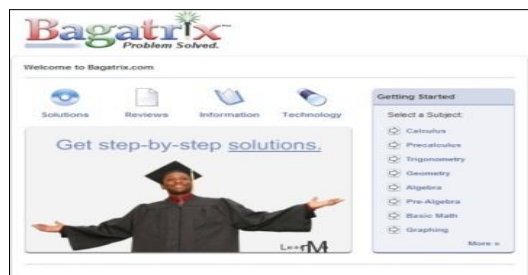 Bagatrix™
Problem Solved.
Welcome to Bagatrix.com
Solutions
Reviews
Information
Technology
Get step-by-step solutions.
Getting Started
Select a Subject:
Calculus
Precalculus
Trigonometry
Geometry
Algebra
Pre-Algebra
Basic Math
Graphing
More »